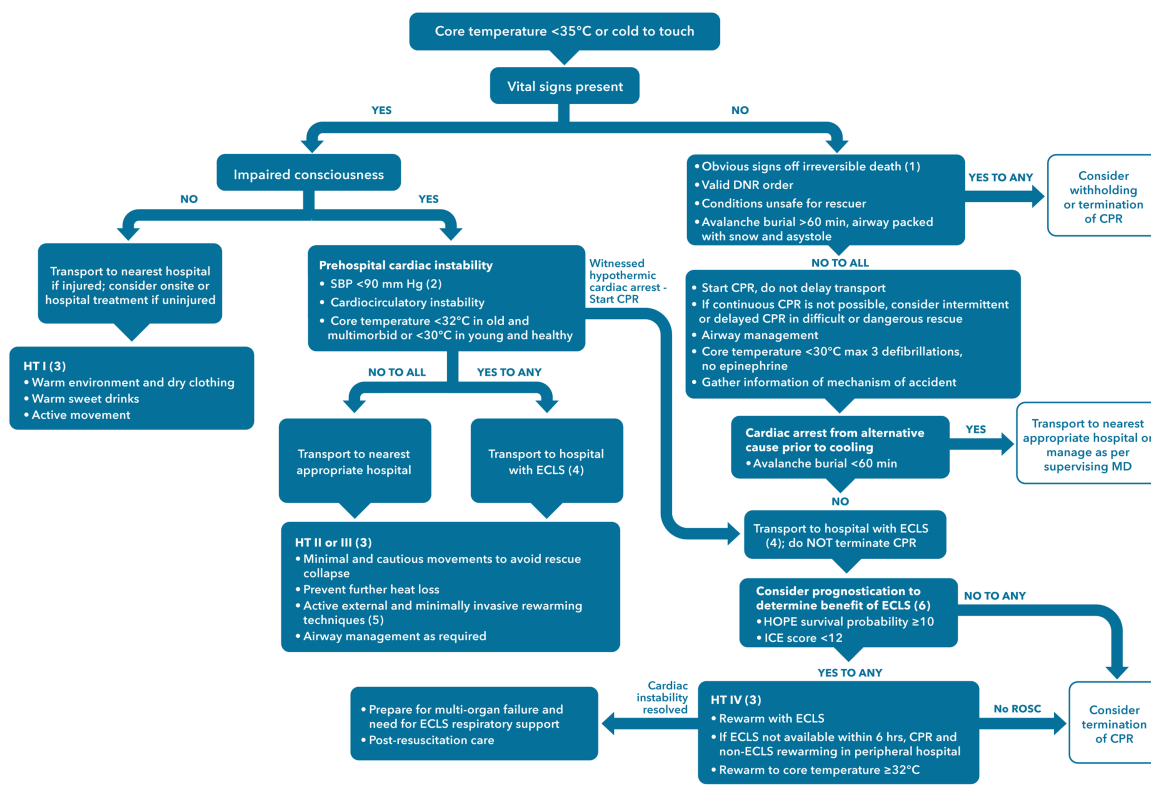 Core temperature <35°C or cold to touch
Vital signs present
YES
NO
Impaired consciousness
NO
YES
Transport to nearest hospital
if injured; consider onsite or
hospital treatment if uninjured
HT I (3)
• Warm environment and dry clothing
• Warm sweet drinks
• Active movement
Prehospital cardiac instability
• SBP <90 mm Hg (2)
• Cardiocirculatory instability
• Core temperature <32°C in old and
multimorbid or <30°C in young and healthy
Witnessed
hypothermic
cardiac arrest -
Start CPR
NO TO ALL
YES TO ANY
Transport to nearest
appropriate hospital
Transport to hospital
with ECLS (4)
HT II or III (3)
• Minimal and cautious movements to avoid rescue
collapse
• Prevent further heat loss
• Active external and minimally invasive rewarming
techniques (5)
• Airway management as required
• Obvious signs off irreversible death (1)
• Valid DNR order
• Conditions unsafe for rescuer
• Avalanche burial >60 min, airway packed
with snow and asystole
YES TO ANY
Consider
withholding
or termination
of CPR
NO TO ALL
• Start CPR, do not delay transport
• If continuous CPR is not possible, consider intermittent
or delayed CPR in difficult or dangerous rescue
• Airway management
• Core temperature <30°C max 3 defibrillations,
no epinephrine
• Gather information of mechanism of accident
Cardiac arrest from alternative
cause prior to cooling
• Avalanche burial <60 min
YES
Transport to nearest
appropriate hospital or
manage as per
supervising MD
NO
Transport to hospital with ECLS
(4); do NOT terminate CPR
Consider prognostication to
determine benefit of ECLS (6)
• HOPE survival probability ≥10
• ICE score <12
NO TO ANY
YES TO ANY
HT IV (3)
• Rewarm with ECLS
• If ECLS not available within 6 hrs, CPR and
non-ECLS rewarming in peripheral hospital
• Rewarm to core temperature ≥32°C
Cardiac
instability
resolved
• Prepare for multi-organ failure and
need for ECLS respiratory support
• Post-resuscitation care
No ROSC
Consider
termination
of CPR